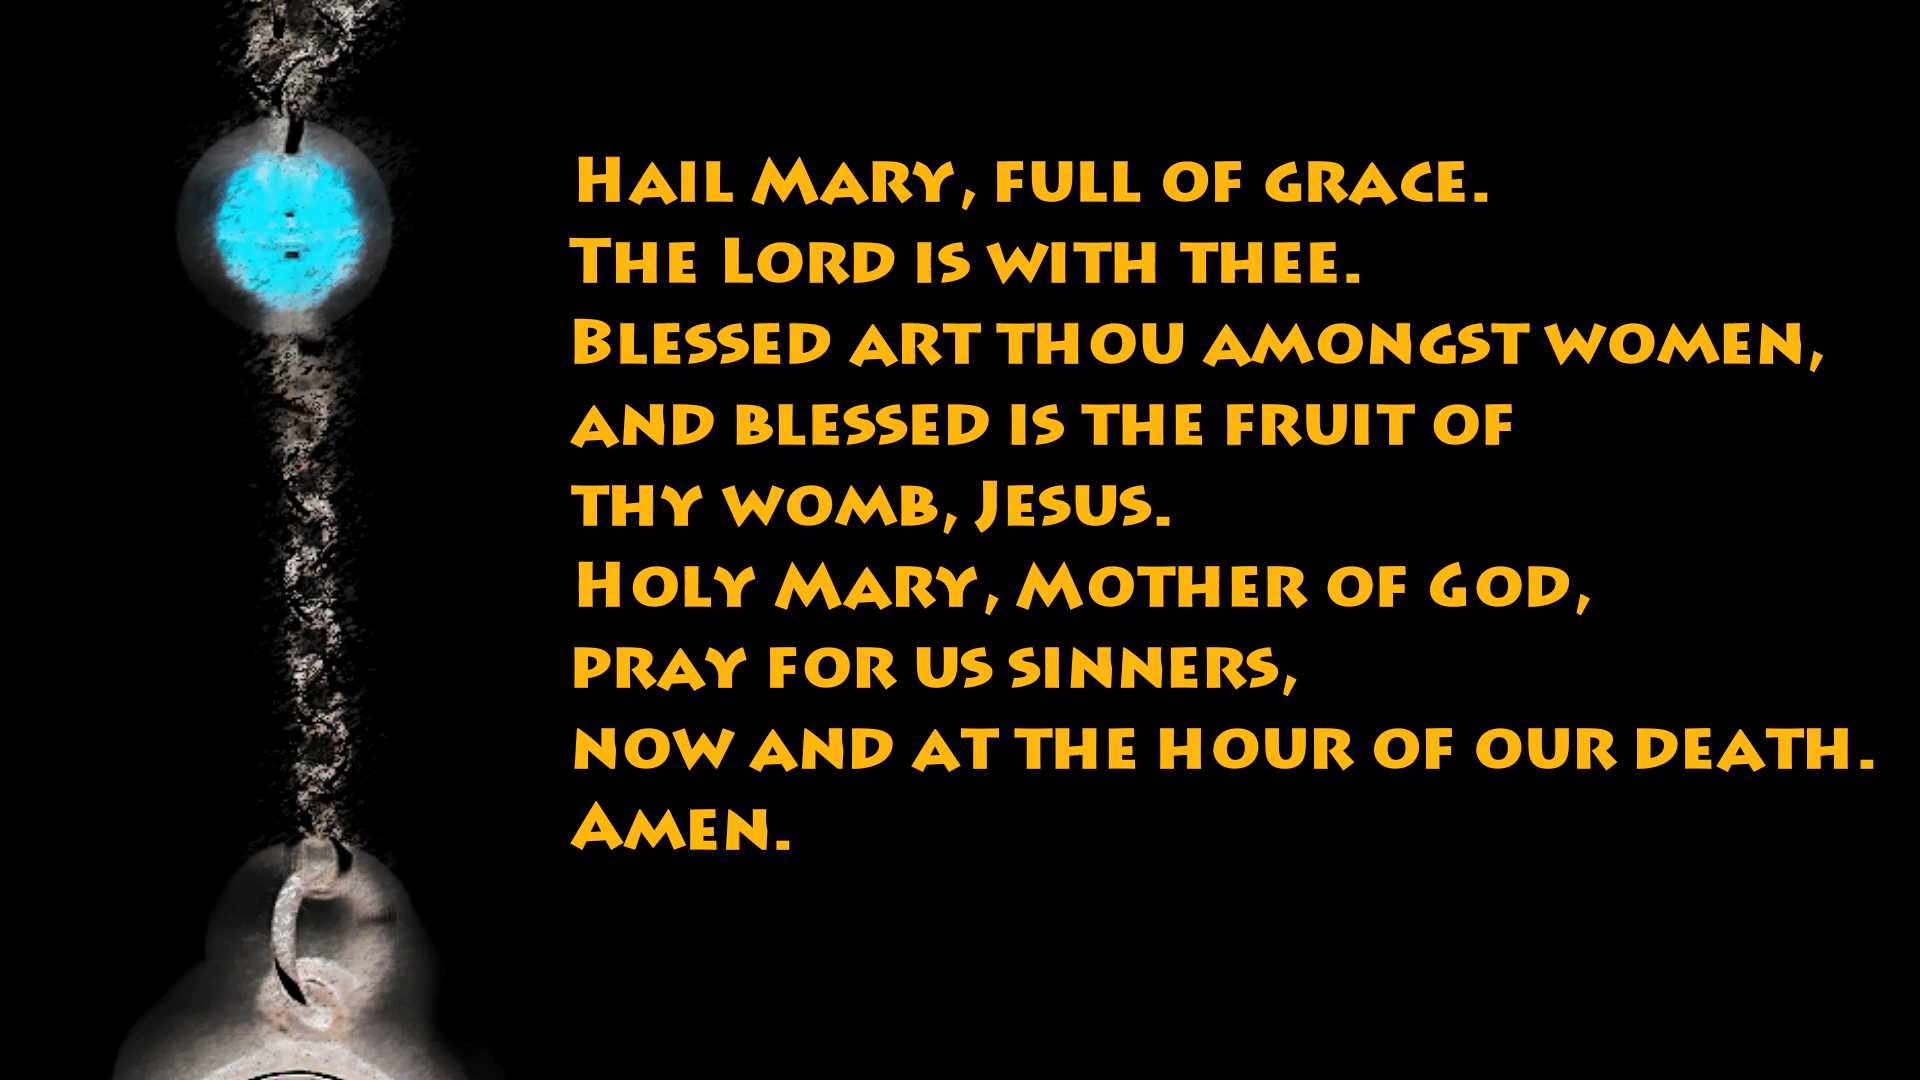 Hail Mary, full of grace.
The Lord is with thee.
Blessed art thou amongst women,
and blessed is the fruit of
thy womb, Jesus.
Holy Mary, Mother of God,
pray for us sinners,
now and at the hour of our death.
Amen.